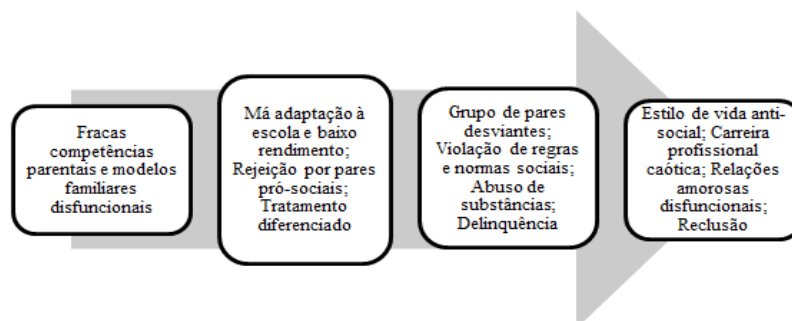 Fracas
competências
parentais e modelos
familiares
disfuncionais
Má adaptação à
escola e baixo
rendimento;
Rejeição por pares
pró-sociais;
Tratamento
diferenciado
Grupo de pares
desviantes;
Violação de regras
e normas sociais;
Abuso de
substâncias;
Delinquência
Estilo de vida anti-
social; Carreira
profissional
caótica; Relações
amorosas
disfuncionais;
Reclusão